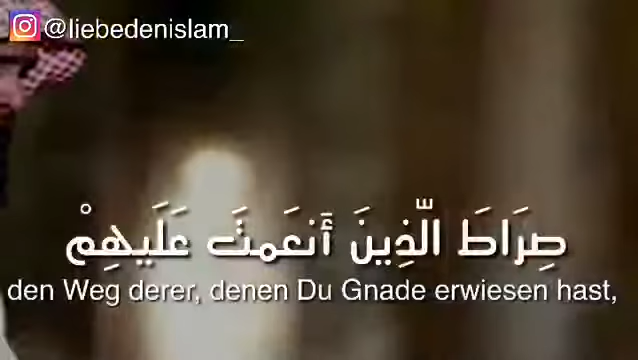 @liebedenislam_
صِرَاطَ الَّذِينَ أَنعَمتَ عَلَيهِمْ
den Weg derer, denen Du Gnade erwiesen hast,